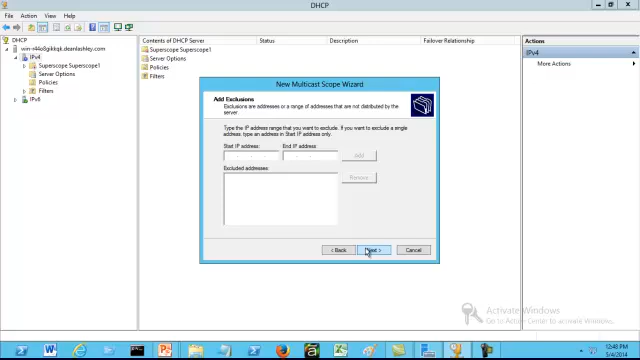 DHCP
File Action View Help
DHCP
win-44o8gikkrgt.deanlashley.com
IPv4
Superscope Superscope1
Server Options
Policies
Filters
IPv6
Contents of DHCP Server Status Description Failover Relationship
Superscope Superscope1
Server Options
Policies
Filters
Actions
IPv4
More Actions
New Multicast Scope Wizard
Add Exclusions
Exclusions are addresses or a range of addresses that are not distributed by the
server.
Type the IP address range that you want to exclude. If you want to exclude a single
address, type an address in Start IP address only.
Start IP address: End IP address:
Add
Excluded addresses:
Remove
< Back Next > Cancel
Activate Windows
Go to Action Center to activate Windows.
12:48 PM
3/4/2014